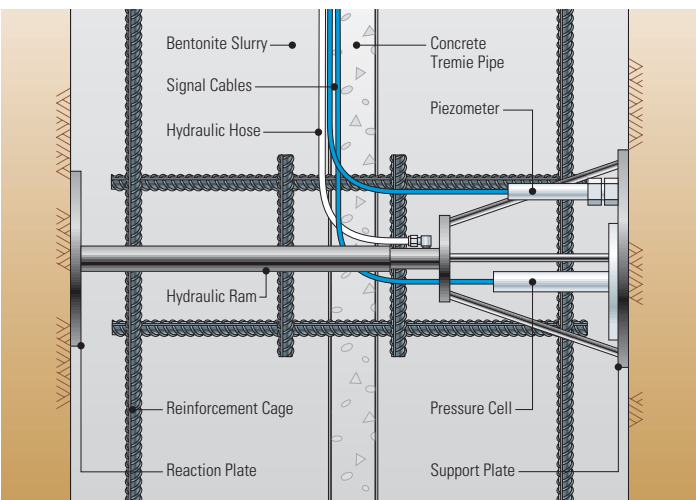 Bentonite Slurry
Signal Cables
Hydraulic Hose
Concrete
Tremie Pipe
Piezometer
Hydraulic Ram
Reinforcement Cage
Reaction Plate
Pressure Cell
Support Plate